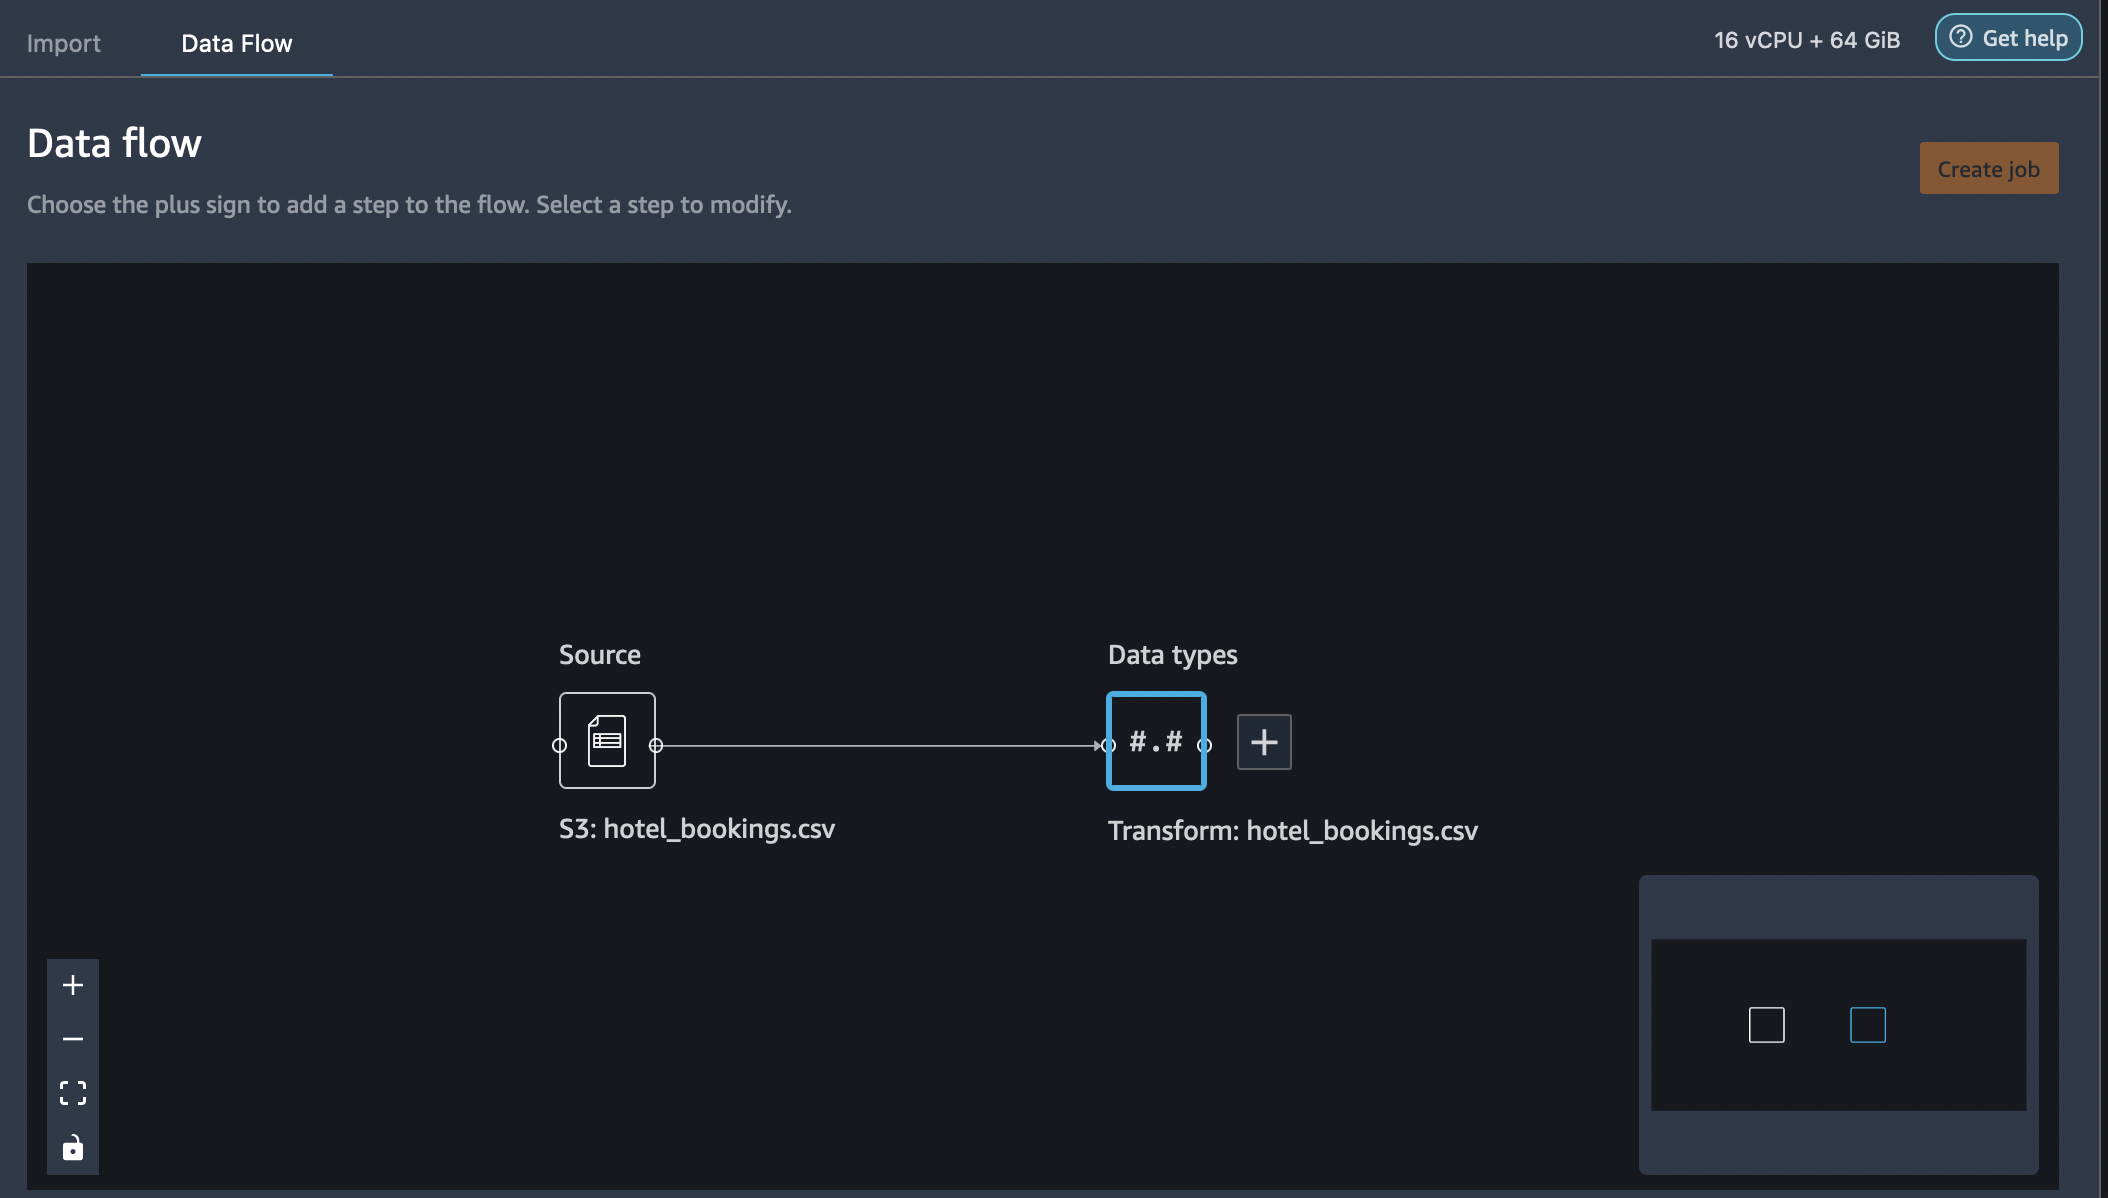 Import
Data Flow
16 vCPU + 64 GiB
Get help
Data flow
Create job
Choose the plus sign to add a step to the flow. Select a step to modify.
Source
Data types
#.#
S3: hotel_bookings.csv
Transform: hotel_bookings.csv